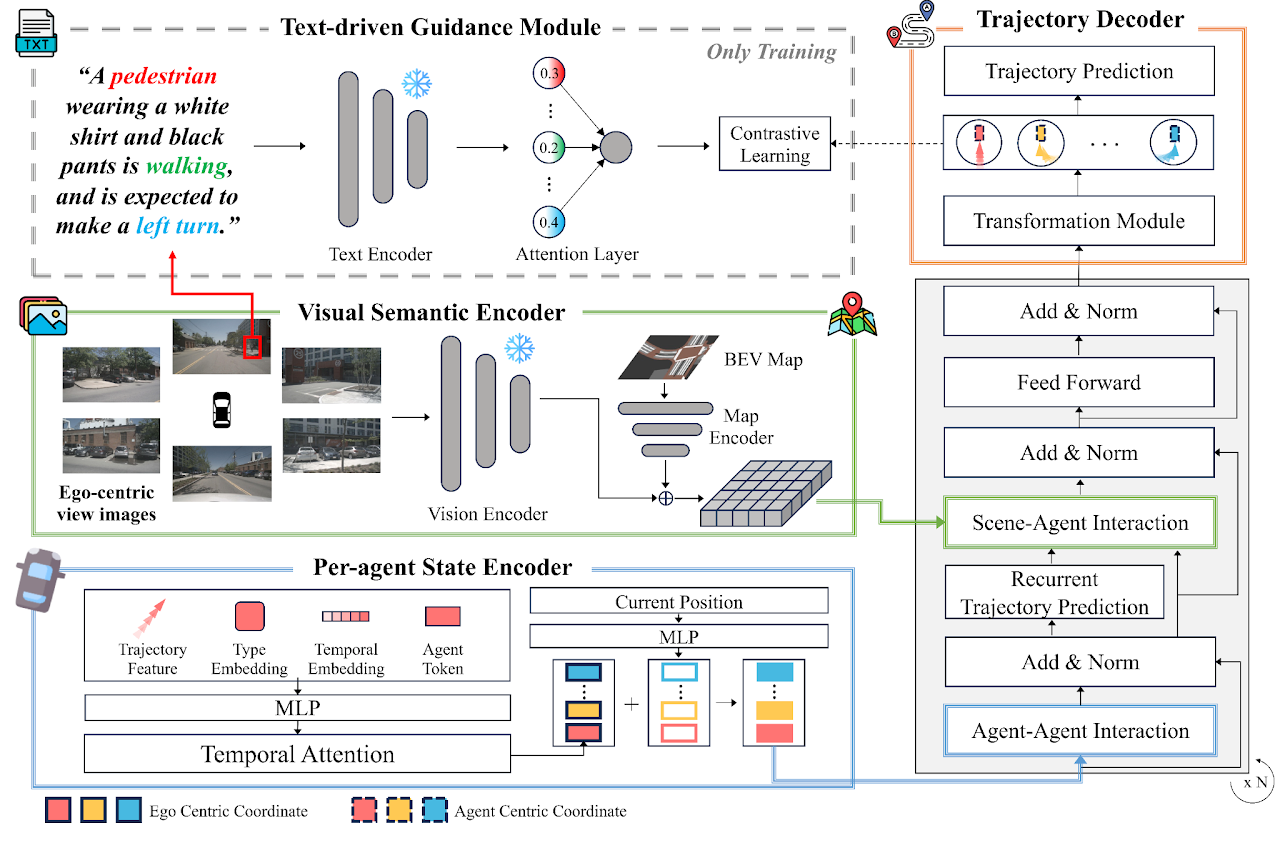 TXT
Text-driven Guidance Module
Only Training
“A pedestrian
wearing a white
shirt and black
pants is walking,
and is expected to
make a left turn.”
Text Encoder
0.3
0.2
0.4
Attention Layer
Contrastive
Learning
Trajectory Decoder
A
B
Trajectory Prediction
Transformation Module
Visual Semantic Encoder
Ego-centric
view images
Vision Encoder
BEV Map
Map
Encoder
Add & Norm
Feed Forward
Add & Norm
Scene-Agent Interaction
Recurrent
Trajectory Prediction
Add & Norm
Agent-Agent Interaction
x N
Per-agent State Encoder
Trajectory
Feature
Type
Embedding
Temporal
Embedding
Agent
Token
MLP
Temporal Attention
Current Position
MLP
+
Ego Centric Coordinate
Agent Centric Coordinate